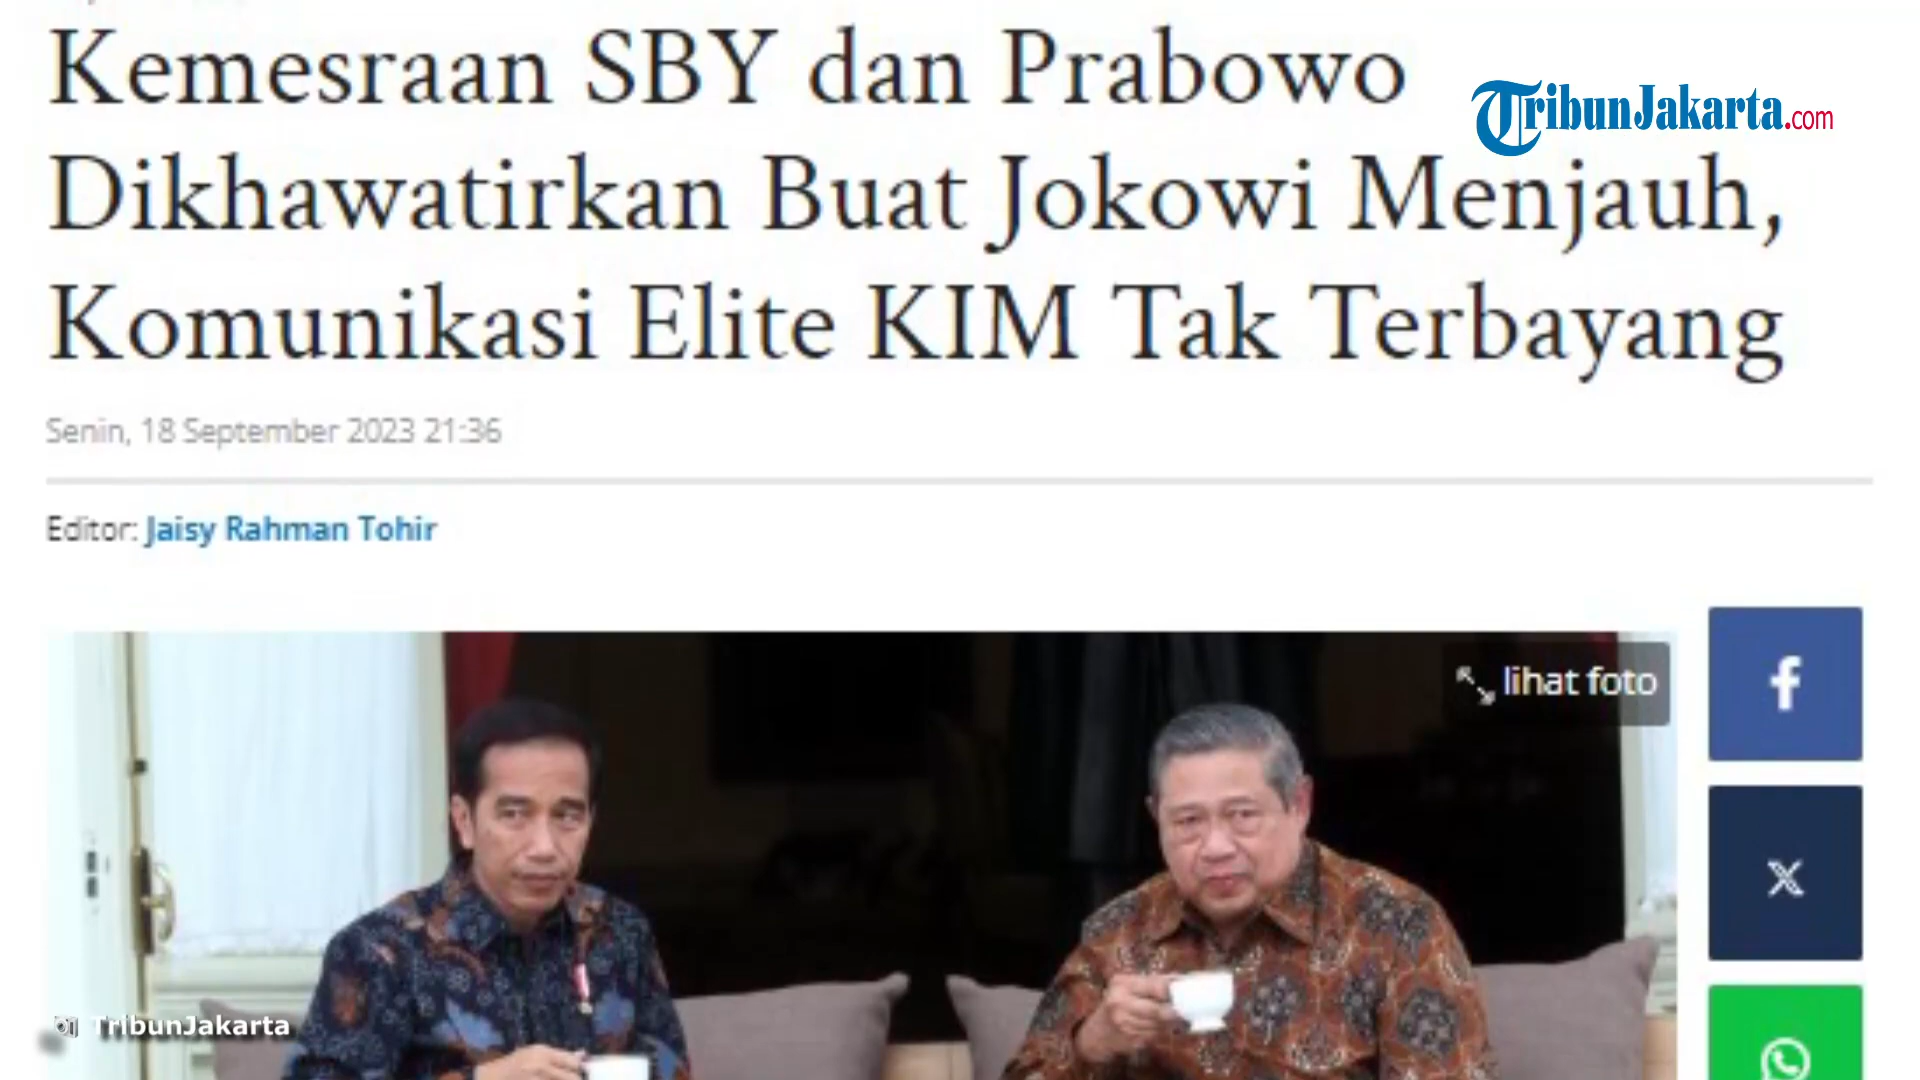 Kemesraan SBY dan Prabowo
TribunJakarta.com
Dikhawatirkan Buat Jokowi Menjauh,
Komunikasi Elite KIM Tak Terbayang
Senin, 18 September 2023 21:36
Editor: Jaisy Rahman Tohir
lihat foto
TribunJakarta